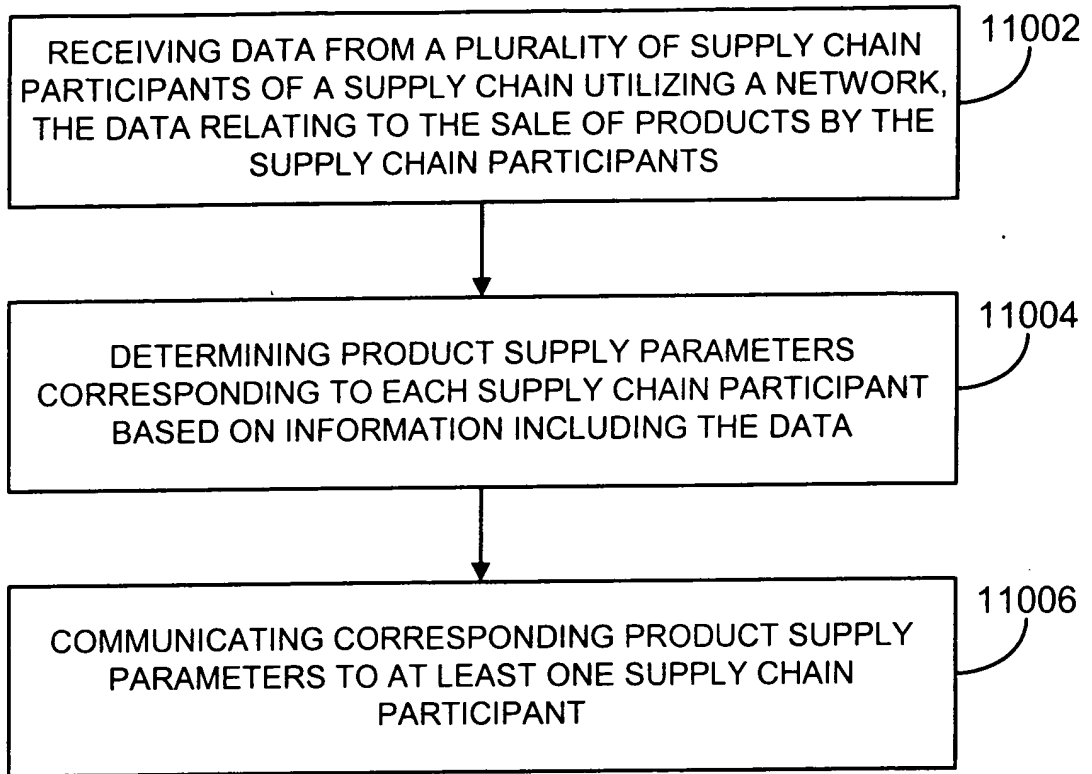 RECEIVING DATA FROM A PLURALITY OF SUPPLY CHAIN
PARTICIPANTS OF A SUPPLY CHAIN UTILIZING A NETWORK,
THE DATA RELATING TO THE SALE OF PRODUCTS BY THE
SUPPLY CHAIN PARTICIPANTS
11002
DETERMINING PRODUCT SUPPLY PARAMETERS
CORRESPONDING TO EACH SUPPLY CHAIN PARTICIPANT
BASED ON INFORMATION INCLUDING THE DATA
11004
COMMUNICATING CORRESPONDING PRODUCT SUPPLY
PARAMETERS TO AT LEAST ONE SUPPLY CHAIN
PARTICIPANT
11006